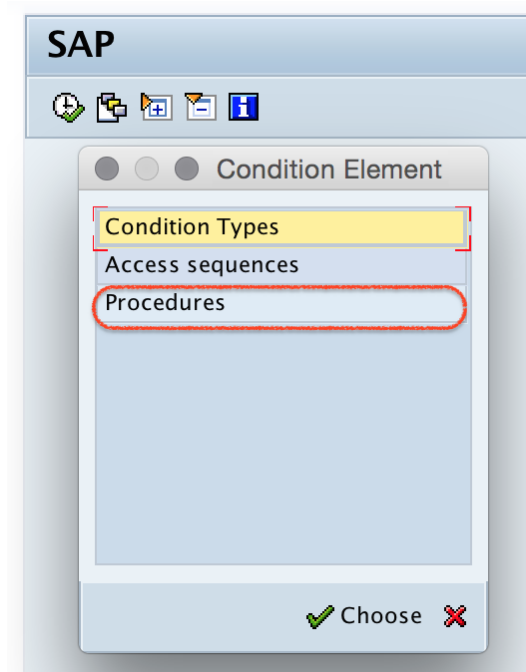 SAP
Condition Element
Condition Types
Access sequences
Procedures
Choose